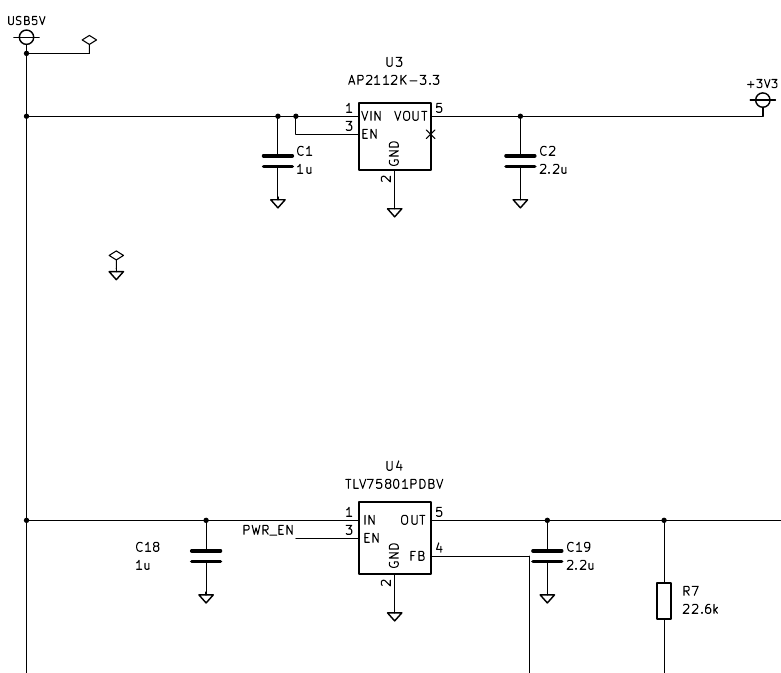 USB5V
U3
AP2112K-3.3
+3V3
1 VIN VOUT 5
3 EN
GND
2
C1
1u
C2
2.2u
U4
TLV75801PDBV
1 IN OUT 5
PWR_EN 3 EN
FB 4
GND
2
C18
1u
C19
2.2u
R7
22.6k